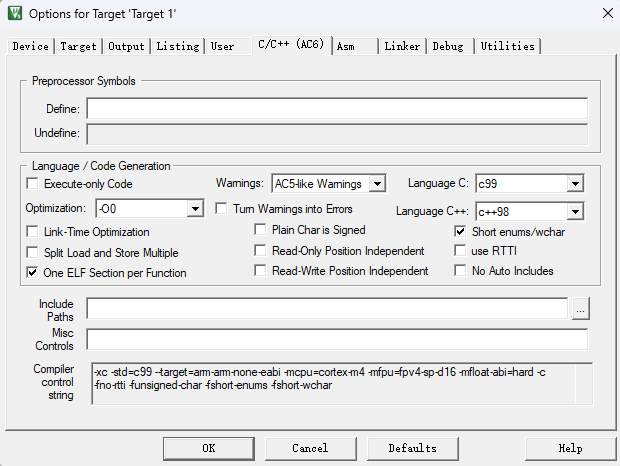 Options for Target 'Target 1'
Device Target Output Listing User C/C++ (AC6) Asm Linker Debug Utilities
Preprocessor Symbols
Define:
Undefine:
Language / Code Generation
Execute-only Code Warnings: AC5-like Warnings Language C: c99
Optimization: -O0 Turn Warnings into Errors Language C++: c++98
Link-Time Optimization Plain Char is Signed Short enums/wchar
Split Load and Store Multiple Read-Only Position Independent use RTTI
One ELF Section per Function Read-Write Position Independent No Auto Includes
Include
Paths
...
Misc
Controls
Compiler
control
string
-xc -std=c99 --target=arm-arm-none-eabi -mcpu=cortex-m4 -mfpu=fpv4-sp-d16 -mfloat-abi=hard -c
-fno-rtti -funsigned-char -fshort-enums -fshort-wchar
OK Cancel Defaults Help